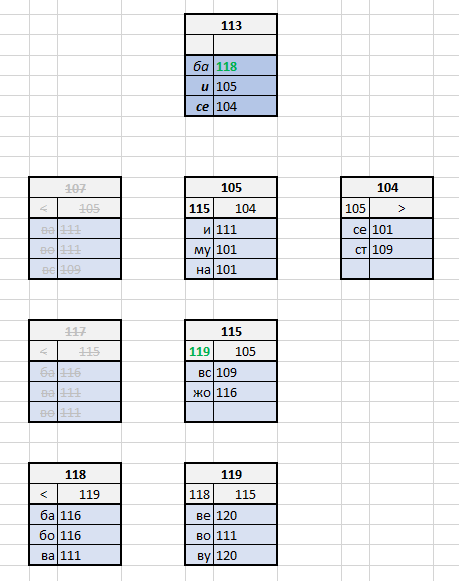 113
ба 118
и 105
се 104
107 105 104
< 105 115 104 105 >
ва 111 и 111 се 101
во 111 му 101 ст 109
вс 109 на 101
117 115
< 115 119 105
ба 116 вс 109
ва 111 жо 116
во 111
118 119
< 119 118 115
ба 116 ве 120
бо 116 во 111
ва 111 ву 120